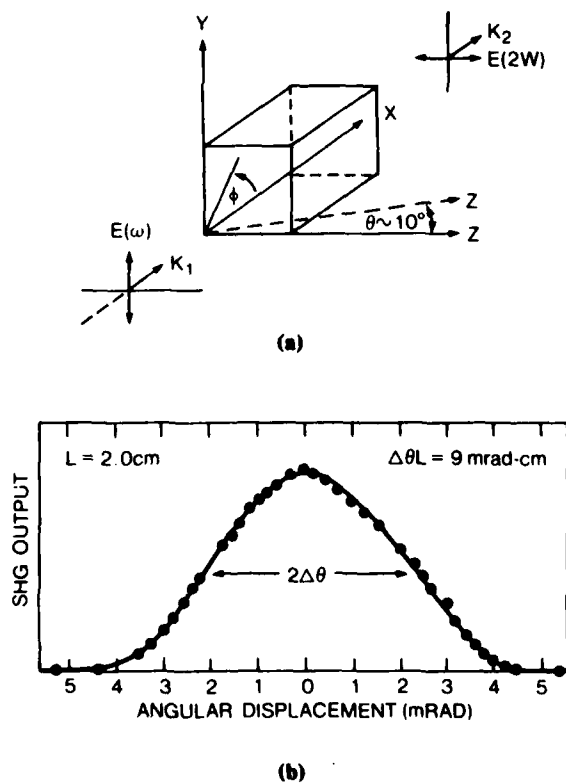 Y
K2
E(2W)
X
ϕ
Z
θ~10°
Z
E(ω)
K1
(a)
L = 2.0cm
ΔθL = 9 mrad-cm
SHG OUTPUT
2Δθ
5 4 3 2 1 0 1 2 3 4 5
ANGULAR DISPLACEMENT (mRAD)
(b)